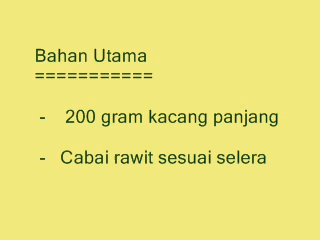 Bahan Utama
===========
- 200 gram kacang panjang
- Cabai rawit sesuai selera